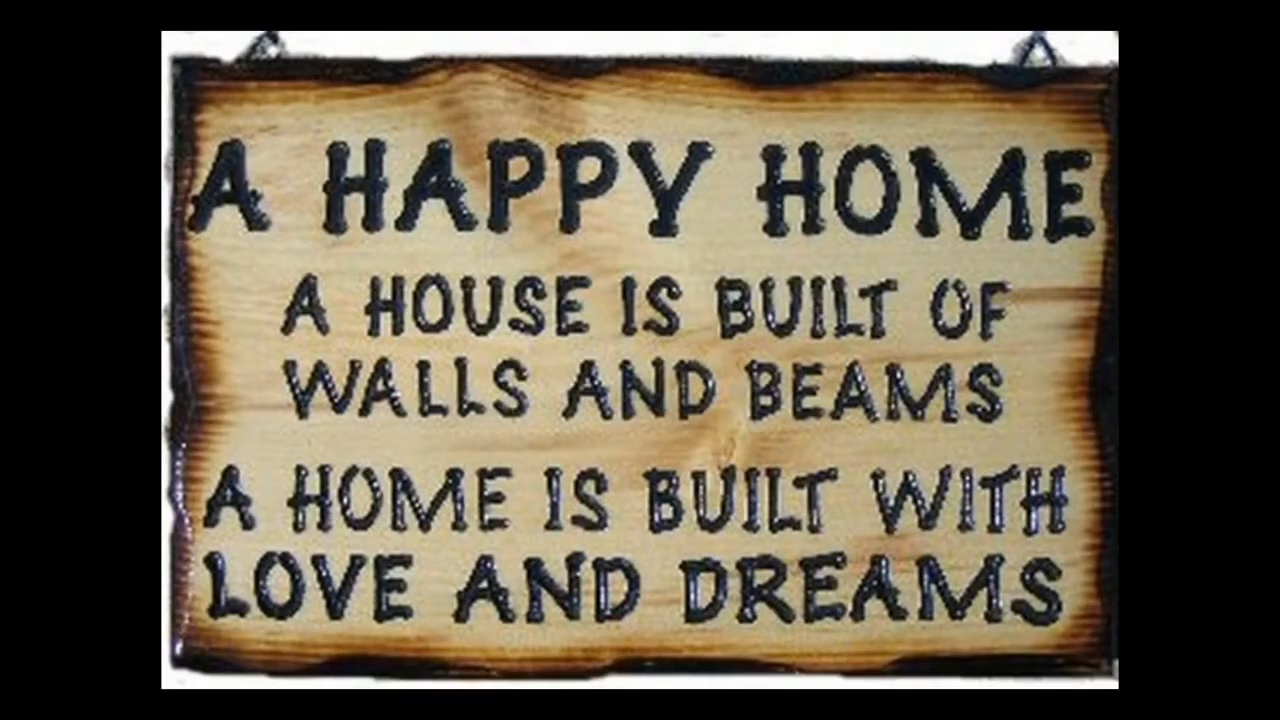 A HAPPY HOME
A HOUSE IS BUILT OF
WALLS AND BEAMS
A HOME IS BUILT WITH
LOVE AND DREAMS